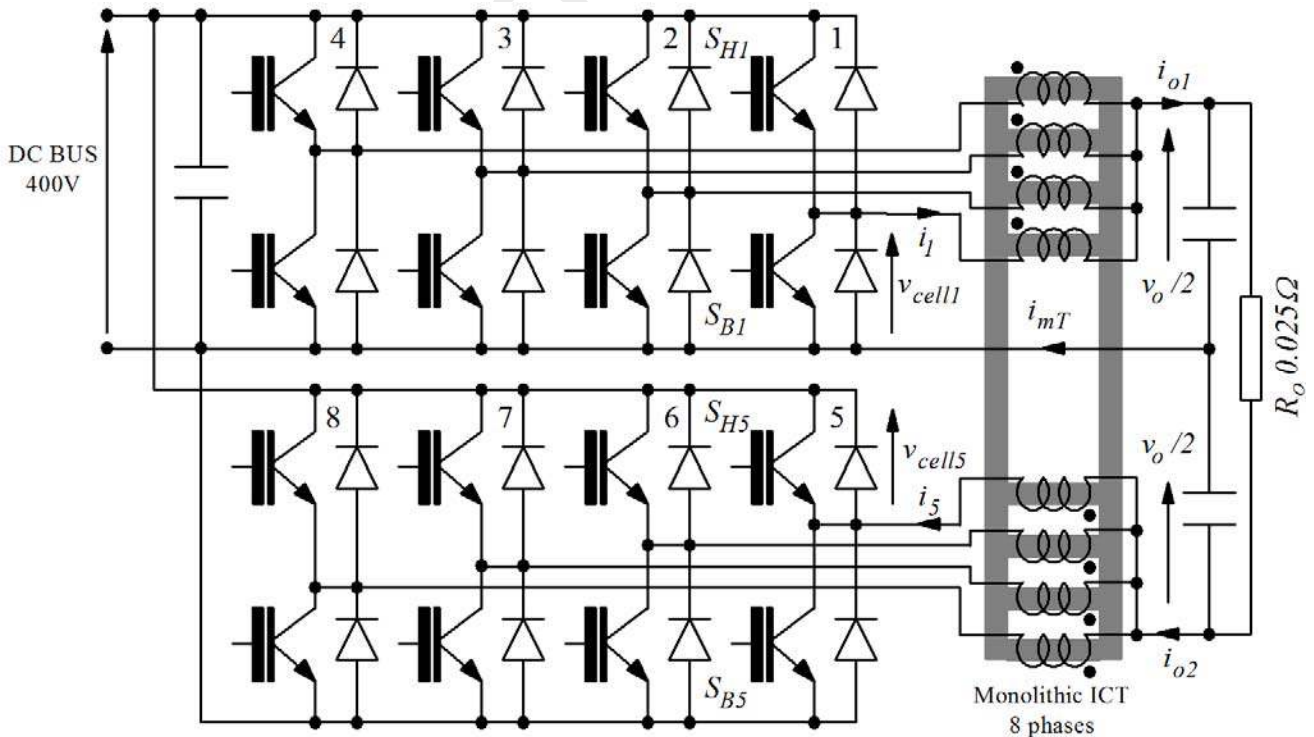 4 3 S_H1 2 1
i_o1
DC BUS
400V
i_1
v_cell1
v_o/2
S_B1
i_mT
R_o 0.025Ω
8 7 S_H5 6 5
v_cell5
v_o/2
i_5
S_B5
i_o2
Monolithic ICT
8 phases